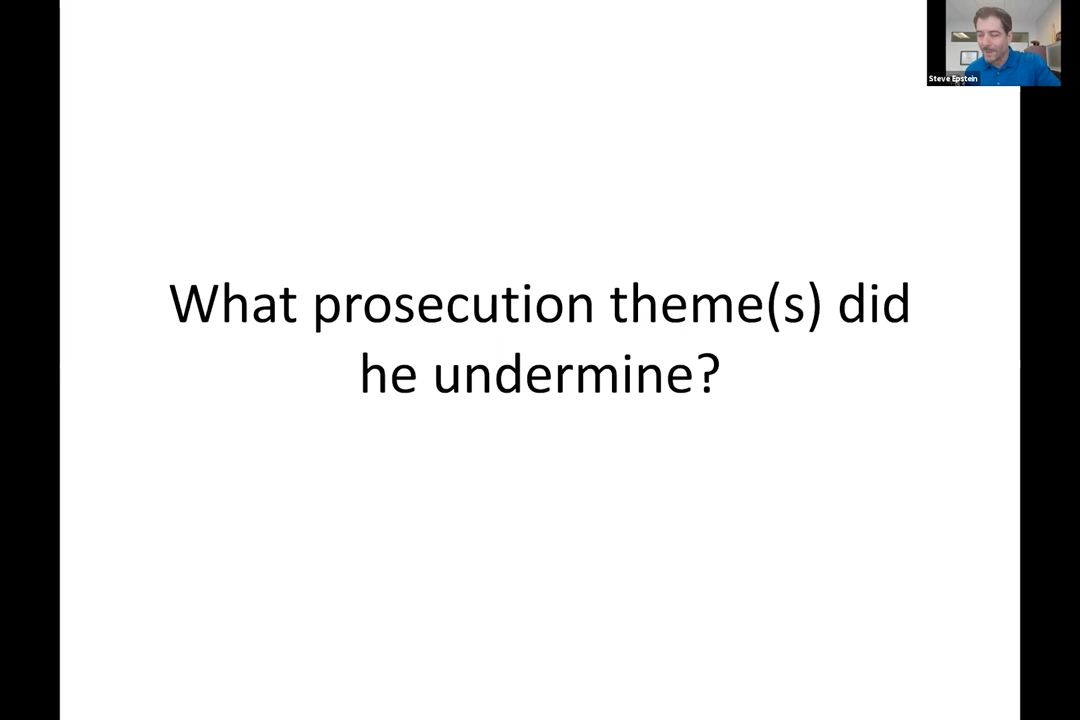 Steve Epstein
What prosecution theme(s) did
he undermine?